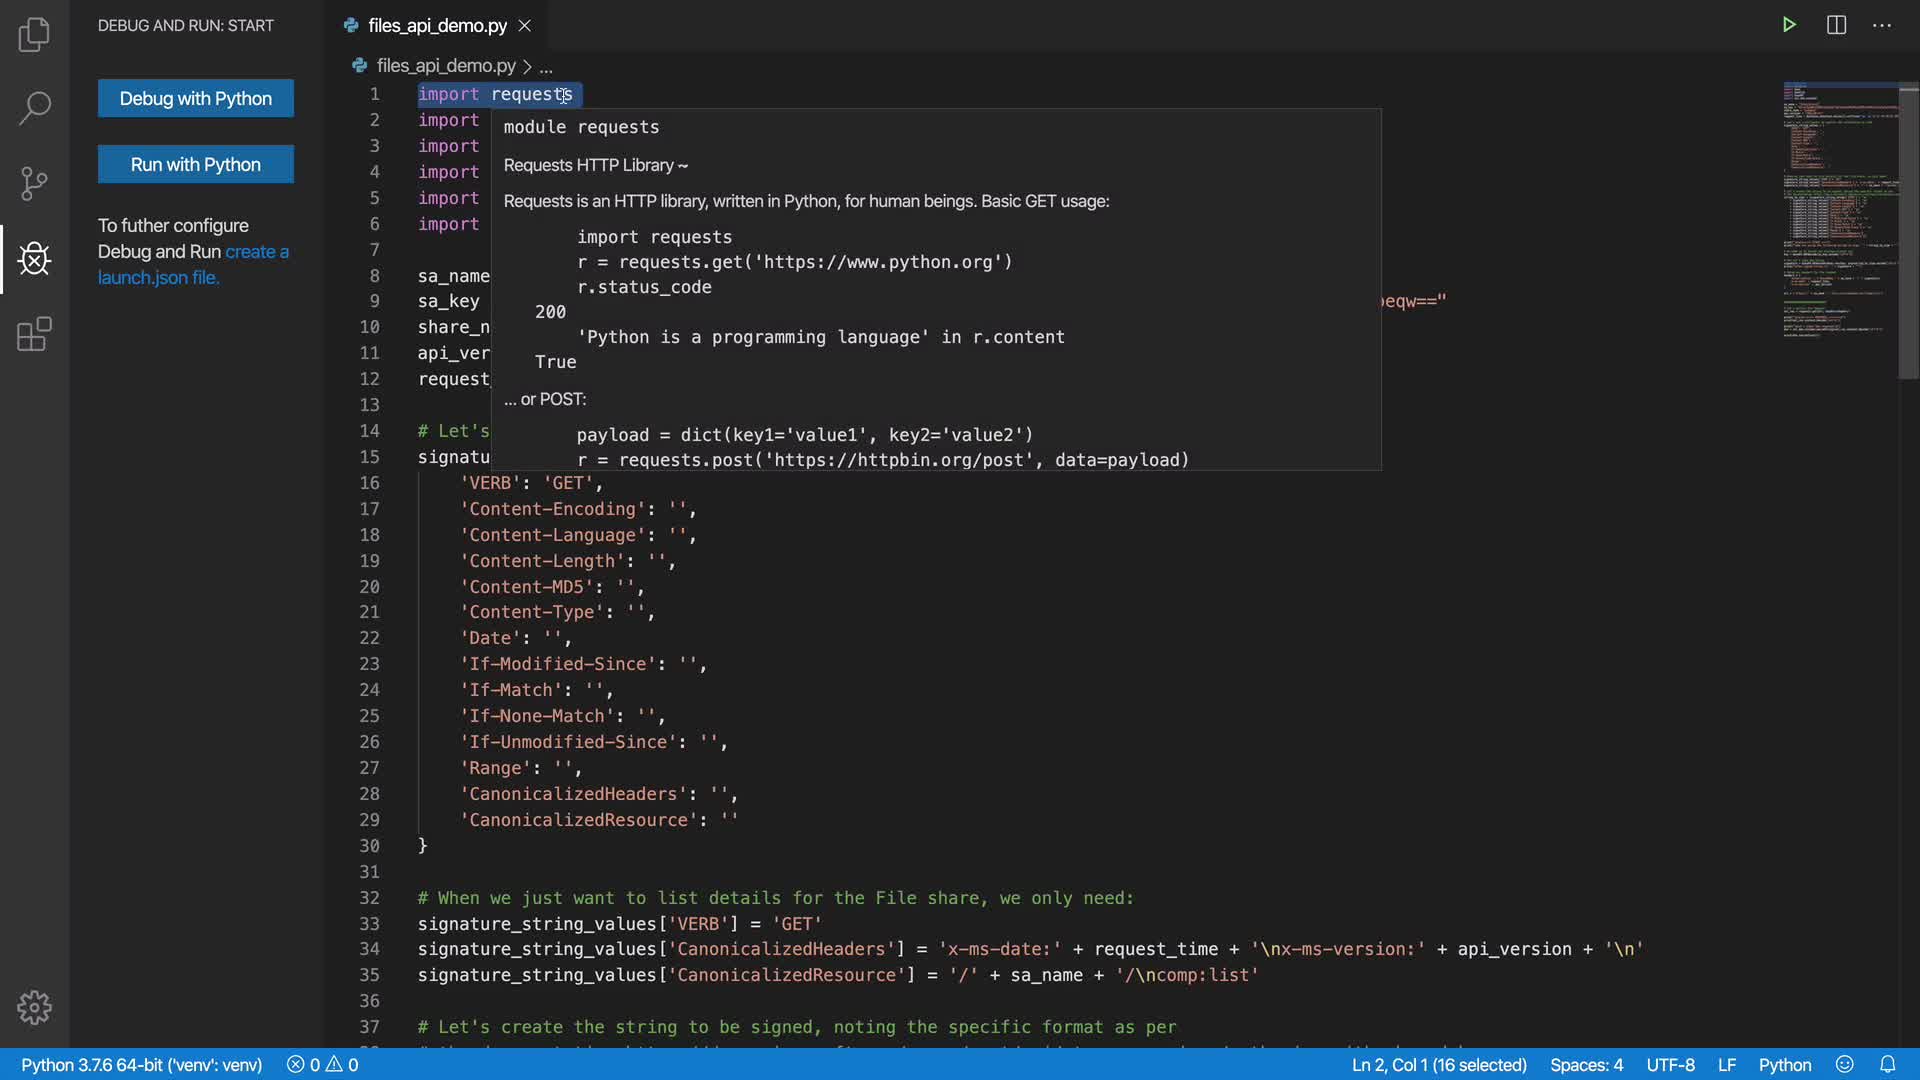 DEBUG AND RUN: START
Debug with Python
Run with Python
To futher configure
Debug and Run create a
launch.json file.
files_api_demo.py
files_api_demo.py > ...
1 import requests
2 import
3 import
4 import
5 import
6 import
7
8 sa_name
9 sa_key eqw=="
10 share_n
11 api_ver
12 request_
13
14 # Let's
15 signatu
module requests
Requests HTTP Library ~
Requests is an HTTP library, written in Python, for human beings. Basic GET usage:
import requests
r = requests.get('https://www.python.org')
r.status_code
200
'Python is a programming language' in r.content
True
... or POST:
payload = dict(key1='value1', key2='value2')
r = requests.post('https://httpbin.org/post', data=payload)
16 'VERB': 'GET',
17 'Content-Encoding': '',
18 'Content-Language': '',
19 'Content-Length': '',
20 'Content-MD5': '',
21 'Content-Type': '',
22 'Date': '',
23 'If-Modified-Since': '',
24 'If-Match': '',
25 'If-None-Match': '',
26 'If-Unmodified-Since': '',
27 'Range': '',
28 'CanonicalizedHeaders': '',
29 'CanonicalizedResource': ''
30 }
31
32 # When we just want to list details for the File share, we only need:
33 signature_string_values['VERB'] = 'GET'
34 signature_string_values['CanonicalizedHeaders'] = 'x-ms-date:' + request_time + '\nx-ms-version:' + api_version + '\n'
35 signature_string_values['CanonicalizedResource'] = '/' + sa_name + '/\ncomp:list'
36
37 # Let's create the string to be signed, noting the specific format as per
Python 3.7.6 64-bit ('venv': venv)
0
0
Ln 2, Col 1 (16 selected)
Spaces: 4
UTF-8
LF
Python